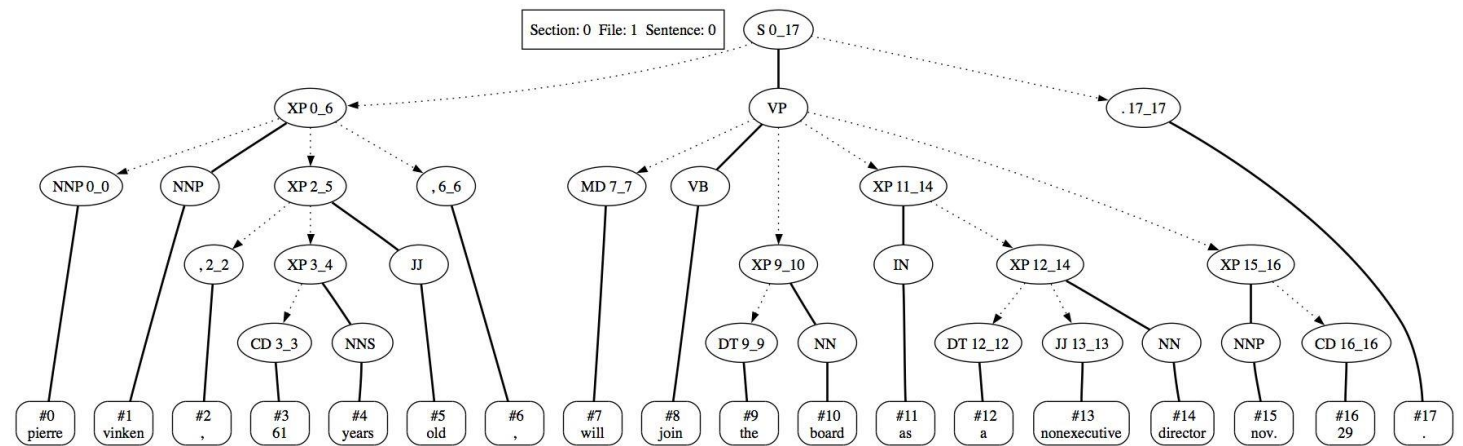 Section: 0 File: 1 Sentence: 0
S 0_17
XP 0_6
VP
. 17_17
NNP 0_0
NNP
XP 2_5
, 6_6
MD 7_7
VB
XP 11_14
, 2_2
XP 3_4
JJ
XP 9_10
IN
XP 12_14
XP 15_16
CD 3_3
NNS
DT 9_9
NN
DT 12_12
JJ 13_13
NN
NNP
CD 16_16
#0
pierre
#1
vinken
#2
,
#3
61
#4
years
#5
old
#6
,
#7
will
#8
join
#9
the
#10
board
#11
as
#12
a
#13
nonexecutive
#14
director
#15
nov.
#16
29
#17
.